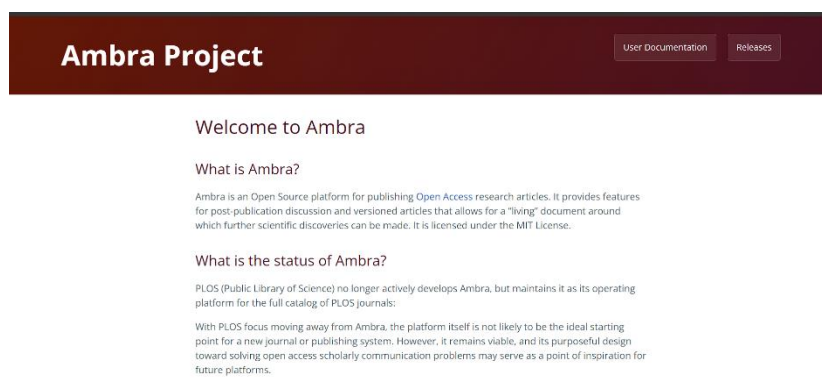 Ambra Project
User Documentation
Releases
Welcome to Ambra
What is Ambra?
Ambra is an Open Source platform for publishing Open Access research articles. It provides features
for post-publication discussion and versioned articles that allows for a "living" document around
which further scientific discoveries can be made. It is licensed under the MIT License.
What is the status of Ambra?
PLOS (Public Library of Science) no longer actively develops Ambra, but maintains it as its operating
platform for the full catalog of PLOS journals:
With PLOS focus moving away from Ambra, the platform itself is not likely to be the ideal starting
point for a new journal or publishing system. However, it remains viable, and its purposeful design
toward solving open access scholarly communication problems may serve as a point of inspiration for
future platforms.